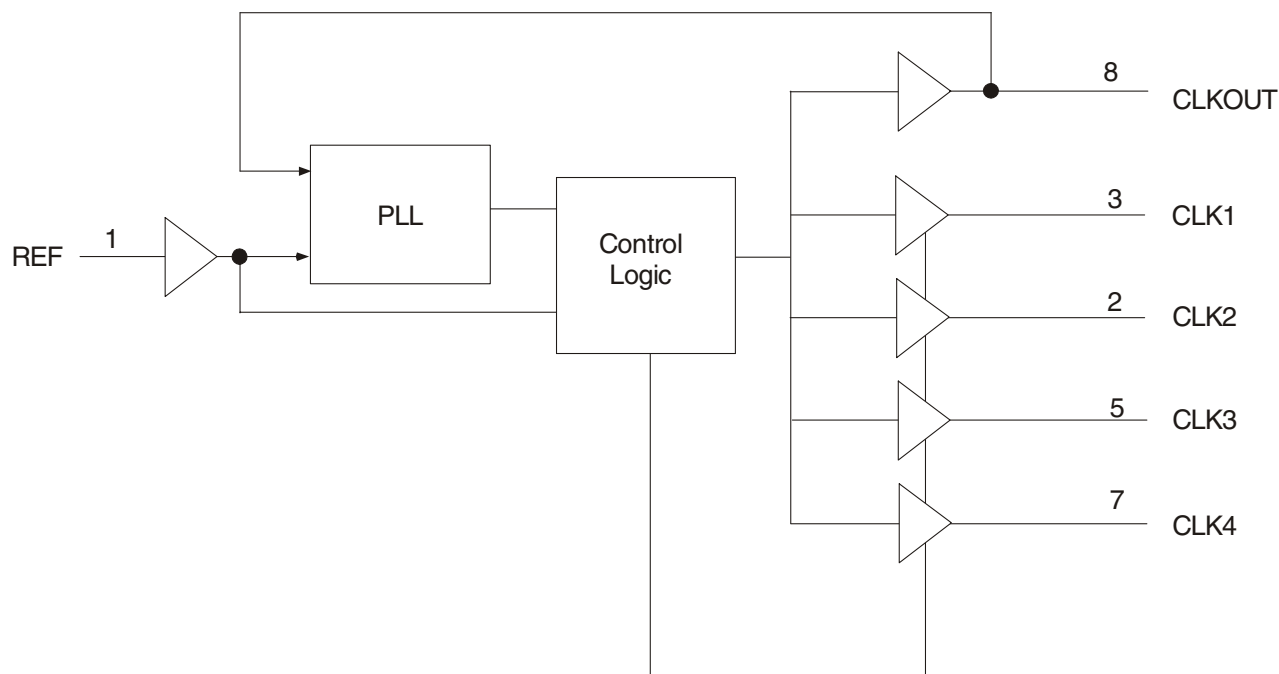 8
CLKOUT
PLL
3
CLK1
REF
1
Control
Logic
2
CLK2
5
CLK3
7
CLK4